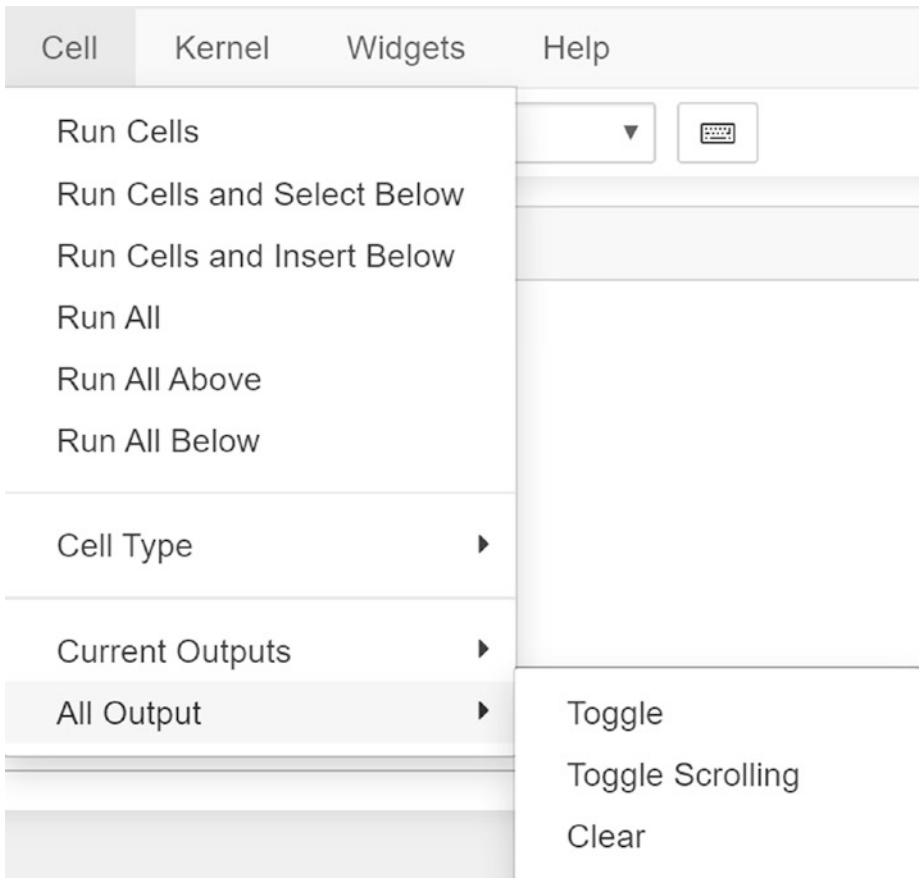 Cell Kernel Widgets Help
Run Cells
Run Cells and Select Below
Run Cells and Insert Below
Run All
Run All Above
Run All Below
Cell Type
Current Outputs
All Output
Toggle
Toggle Scrolling
Clear